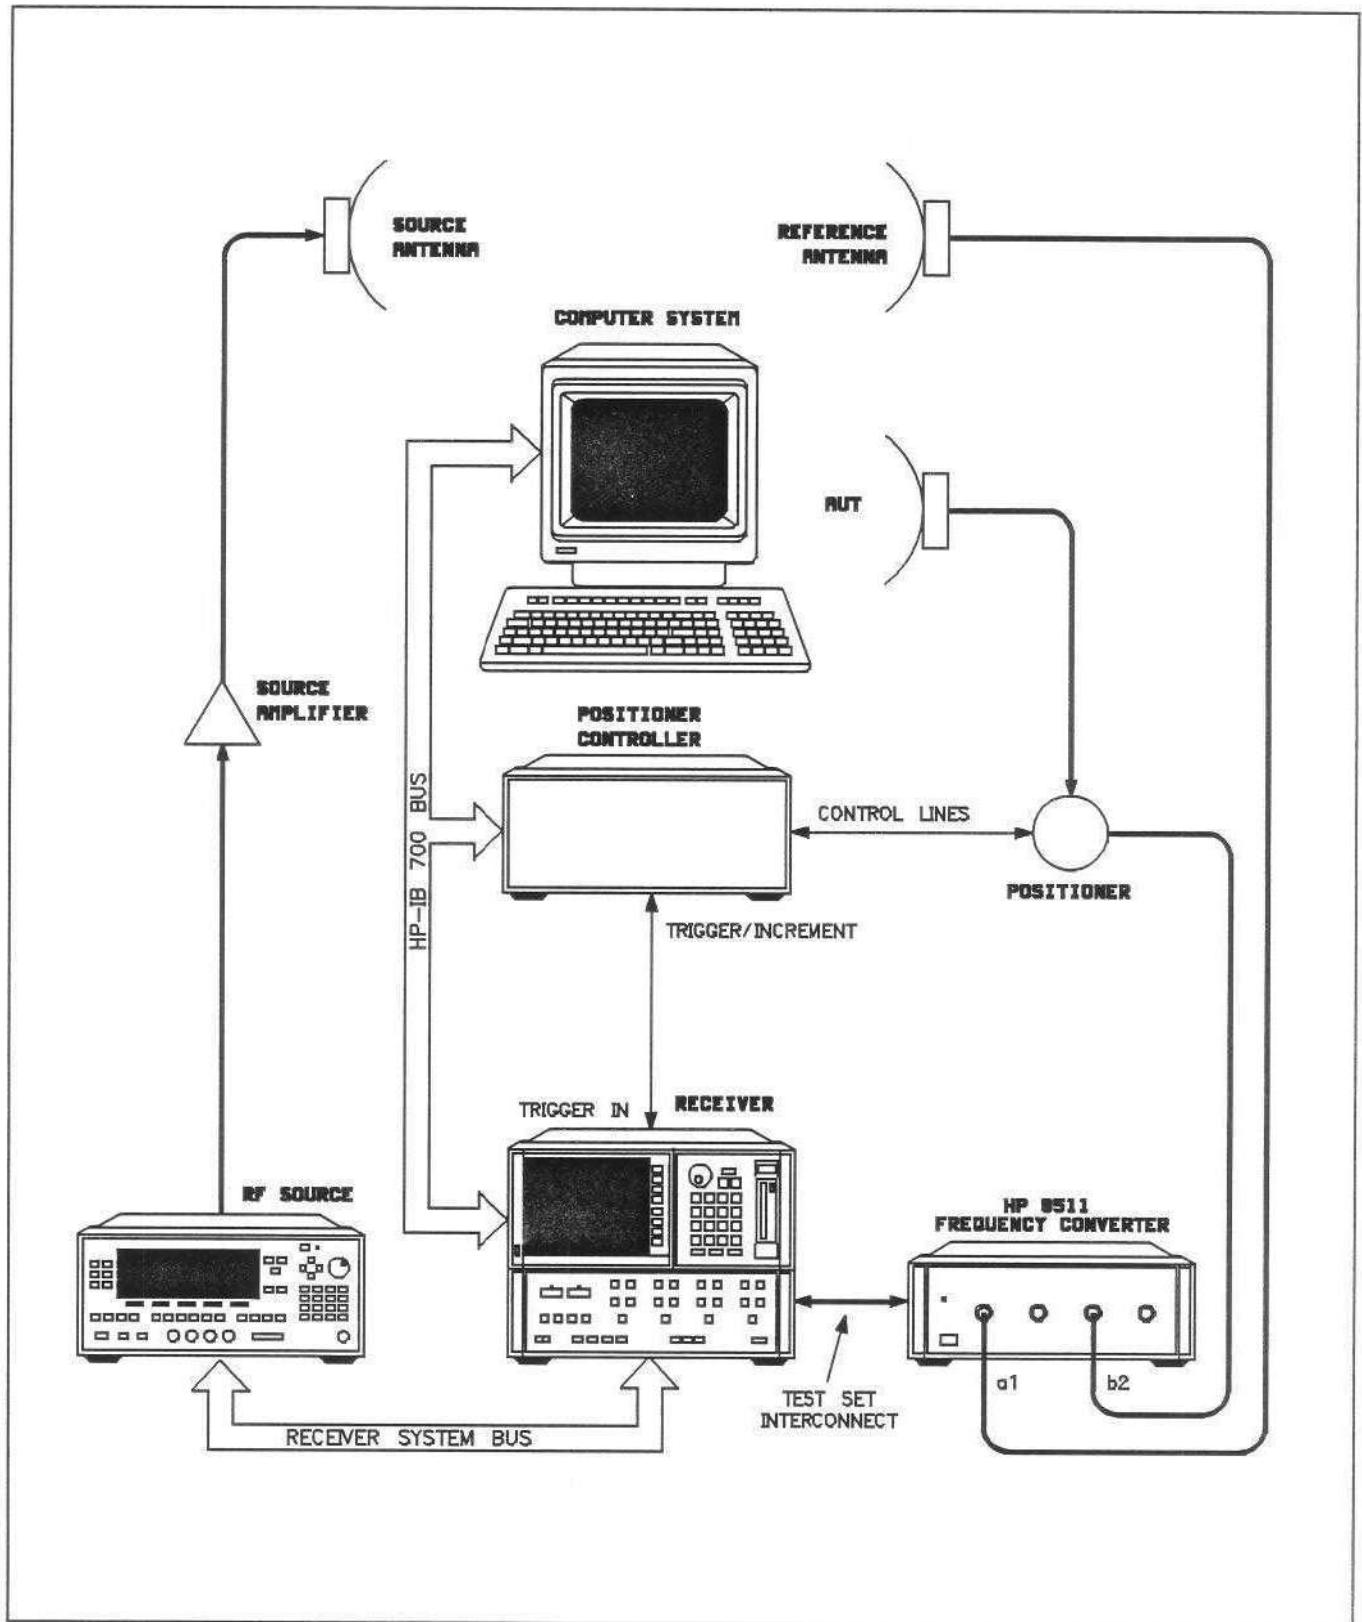 SOURCE
ANTENNA
REFERENCE
ANTENNA
COMPUTER SYSTEM
AUT
SOURCE
AMPLIFIER
POSITIONER
CONTROLLER
HP-IB 700 BUS
CONTROL LINES
POSITIONER
TRIGGER/INCREMENT
TRIGGER IN
RECEIVER
RF SOURCE
HP 8511
FREQUENCY CONVERTER
a1
b2
TEST SET
INTERCONNECT
RECEIVER SYSTEM BUS